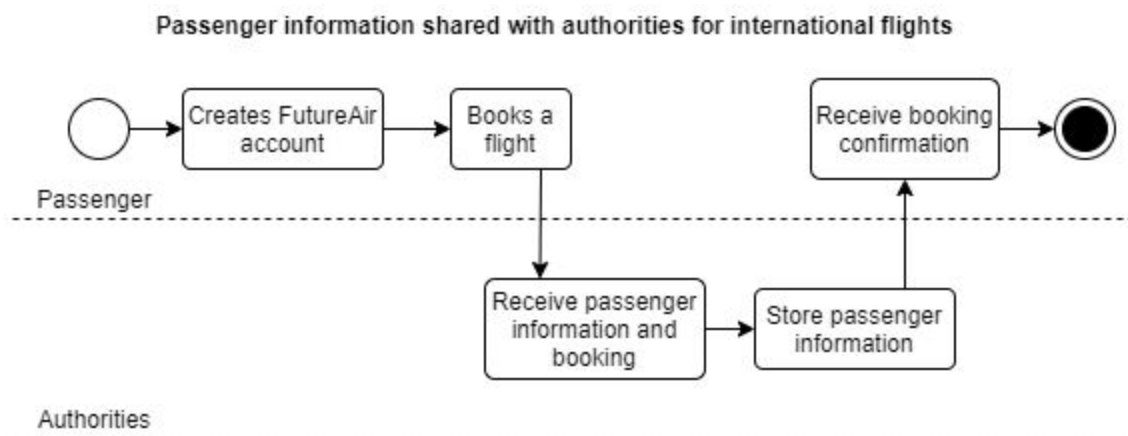 Passenger information shared with authorities for international flights
Creates FutureAir
account
Books a
flight
Receive booking
confirmation
Passenger
Receive passenger
information and
booking
Store passenger
information
Authorities